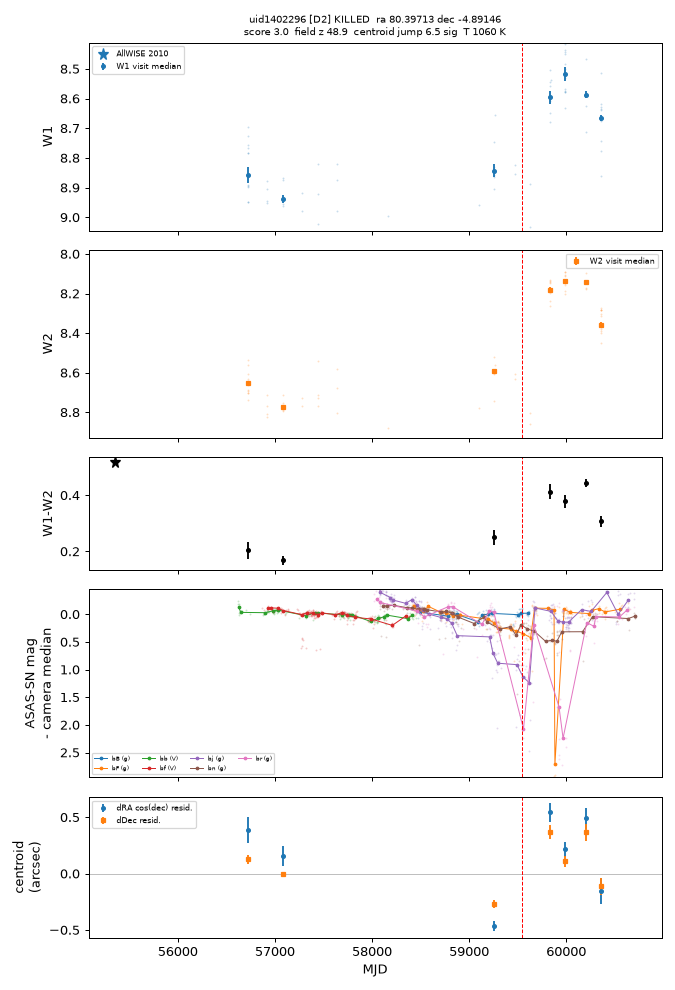 uid1402296 [D2] KILLED ra 80.39713 dec -4.89146
score 3.0 field z 48.9 centroid jump 6.5 sig T 1060 K
AllWISE 2010
W1 visit median
8.5
8.6
8.7
8.8
8.9
9.0
W1
W2 visit median
8.0
8.2
8.4
8.6
8.8
W2
0.4
0.2
W1-W2
0.0
0.5
1.0
1.5
2.0
2.5
ASAS-SN mag
- camera median
bB (g)
bF (g)
bb (V)
bf (V)
bj (g)
bn (g)
br (g)
dRA cos(dec) resid.
dDec resid.
0.5
0.0
−0.5
centroid
(arcsec)
56000
57000
58000
59000
60000
MJD